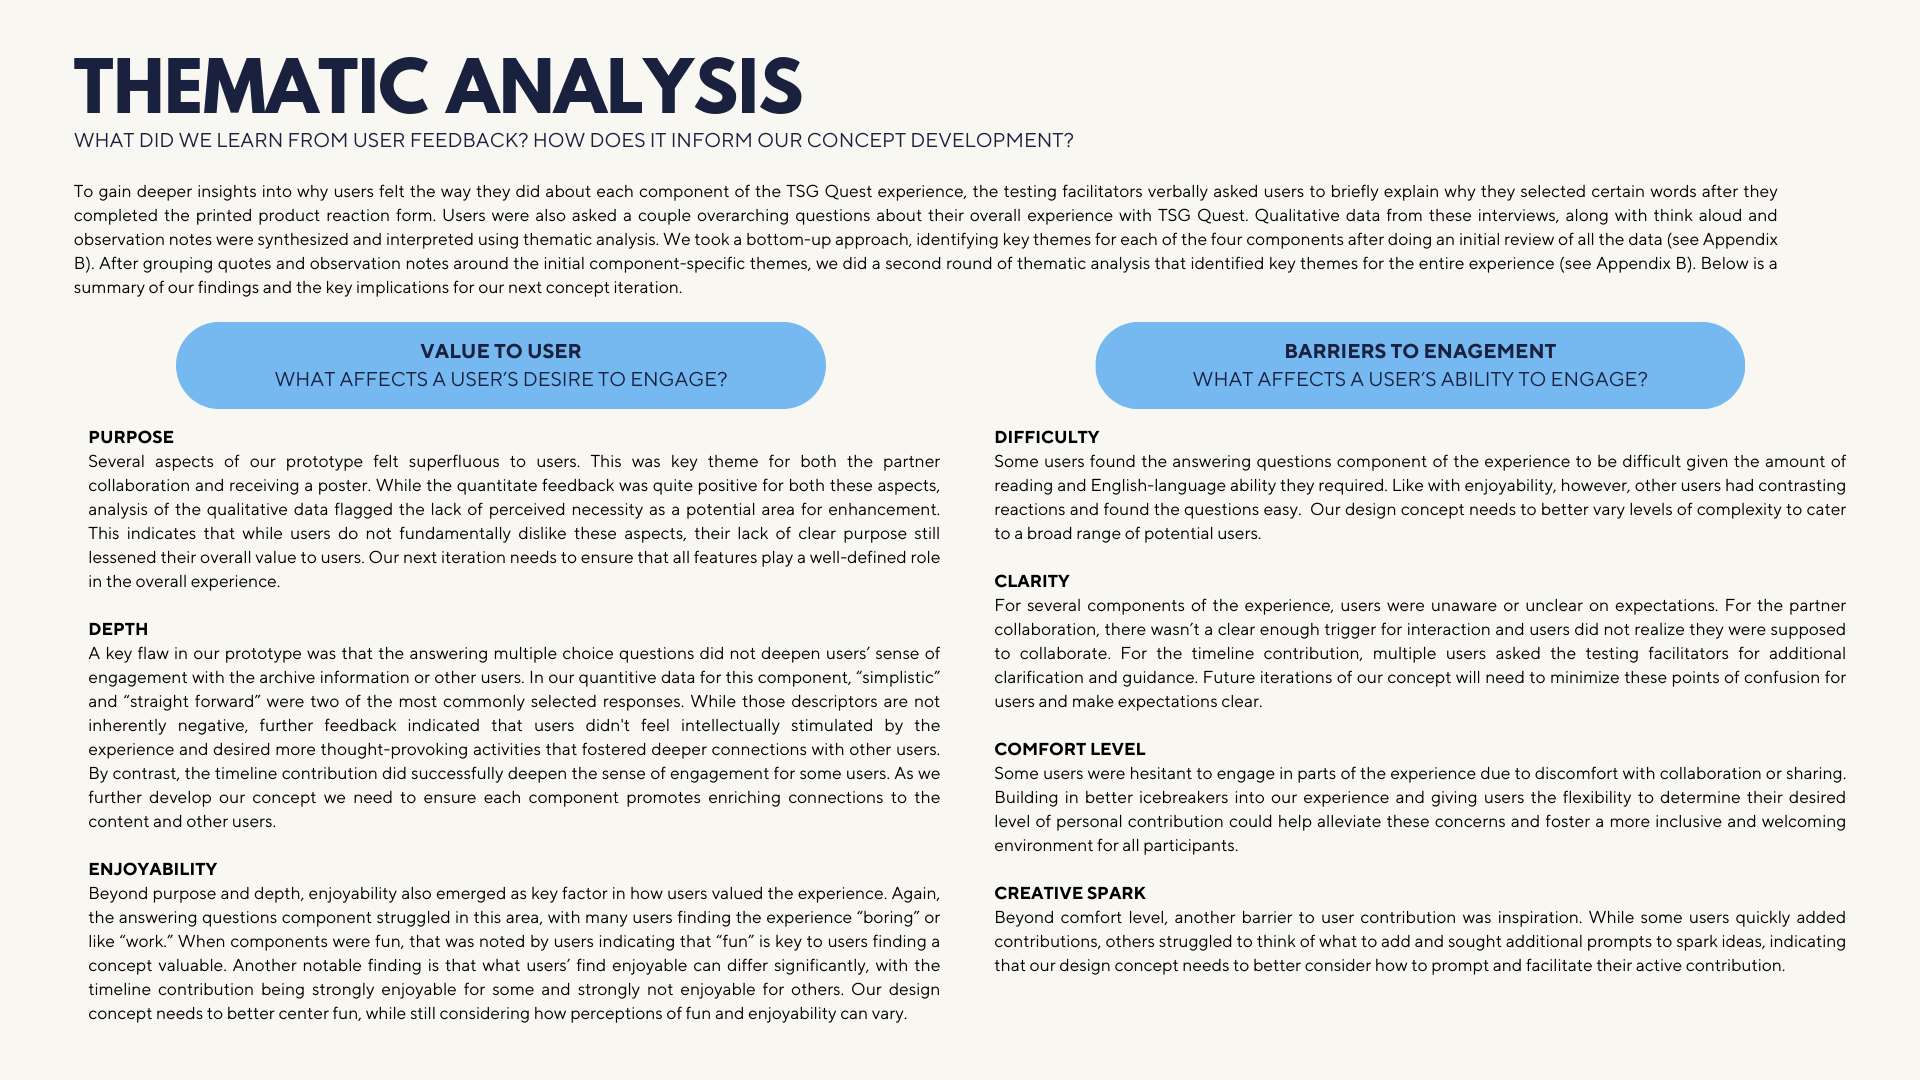 THEMATIC ANALYSIS
WHAT DID WE LEARN FROM USER FEEDBACK? HOW DOES IT INFORM OUR CONCEPT DEVELOPMENT?
To gain deeper insights into why users felt the way they did about each component of the TSG Quest experience, the testing facilitators verbally asked users to briefly explain why they selected certain words after they
completed the printed product reaction form. Users were also asked a couple overarching questions about their overall experience with TSG Quest. Qualitative data from these interviews, along with think aloud and
observation notes were synthesized and interpreted using thematic analysis. We took a bottom-up approach, identifying key themes for each of the four components after doing an initial review of all the data (see Appendix
B). After grouping quotes and observation notes around the initial component-specific themes, we did a second round of thematic analysis that identified key themes for the entire experience (see Appendix B). Below is a
summary of our findings and the key implications for our next concept iteration.
VALUE TO USER
WHAT AFFECTS A USER’S DESIRE TO ENGAGE?
PURPOSE
Several aspects of our prototype felt superfluous to users. This was key theme for both the partner
collaboration and receiving a poster. While the quantitate feedback was quite positive for both these aspects,
analysis of the qualitative data flagged the lack of perceived necessity as a potential area for enhancement.
This indicates that while users do not fundamentally dislike these aspects, their lack of clear purpose still
lessened their overall value to users. Our next iteration needs to ensure that all features play a well-defined role
in the overall experience.
DEPTH
A key flaw in our prototype was that the answering multiple choice questions did not deepen users’ sense of
engagement with the archive information or other users. In our quantitive data for this component, “simplistic”
and “straight forward” were two of the most commonly selected responses. While those descriptors are not
inherently negative, further feedback indicated that users didn't feel intellectually stimulated by the
experience and desired more thought-provoking activities that fostered deeper connections with other users.
By contrast, the timeline contribution did successfully deepen the sense of engagement for some users. As we
further develop our concept we need to ensure each component promotes enriching connections to the
content and other users.
ENJOYABILITY
Beyond purpose and depth, enjoyability also emerged as key factor in how users valued the experience. Again,
the answering questions component struggled in this area, with many users finding the experience “boring” or
like “work.” When components were fun, that was noted by users indicating that “fun” is key to users finding a
concept valuable. Another notable finding is that what users’ find enjoyable can differ significantly, with the
timeline contribution being strongly enjoyable for some and strongly not enjoyable for others. Our design
concept needs to better center fun, while still considering how perceptions of fun and enjoyability can vary.
BARRIERS TO ENAGEMENT
WHAT AFFECTS A USER’S ABILITY TO ENGAGE?
DIFFICULTY
Some users found the answering questions component of the experience to be difficult given the amount of
reading and English-language ability they required. Like with enjoyability, however, other users had contrasting
reactions and found the questions easy.  Our design concept needs to better vary levels of complexity to cater
to a broad range of potential users.
CLARITY
For several components of the experience, users were unaware or unclear on expectations. For the partner
collaboration, there wasn’t a clear enough trigger for interaction and users did not realize they were supposed
to collaborate. For the timeline contribution, multiple users asked the testing facilitators for additional
clarification and guidance. Future iterations of our concept will need to minimize these points of confusion for
users and make expectations clear.
COMFORT LEVEL
Some users were hesitant to engage in parts of the experience due to discomfort with collaboration or sharing.
Building in better icebreakers into our experience and giving users the flexibility to determine their desired
level of personal contribution could help alleviate these concerns and foster a more inclusive and welcoming
environment for all participants.
CREATIVE SPARK
Beyond comfort level, another barrier to user contribution was inspiration. While some users quickly added
contributions, others struggled to think of what to add and sought additional prompts to spark ideas, indicating
that our design concept needs to better consider how to prompt and facilitate their active contribution.